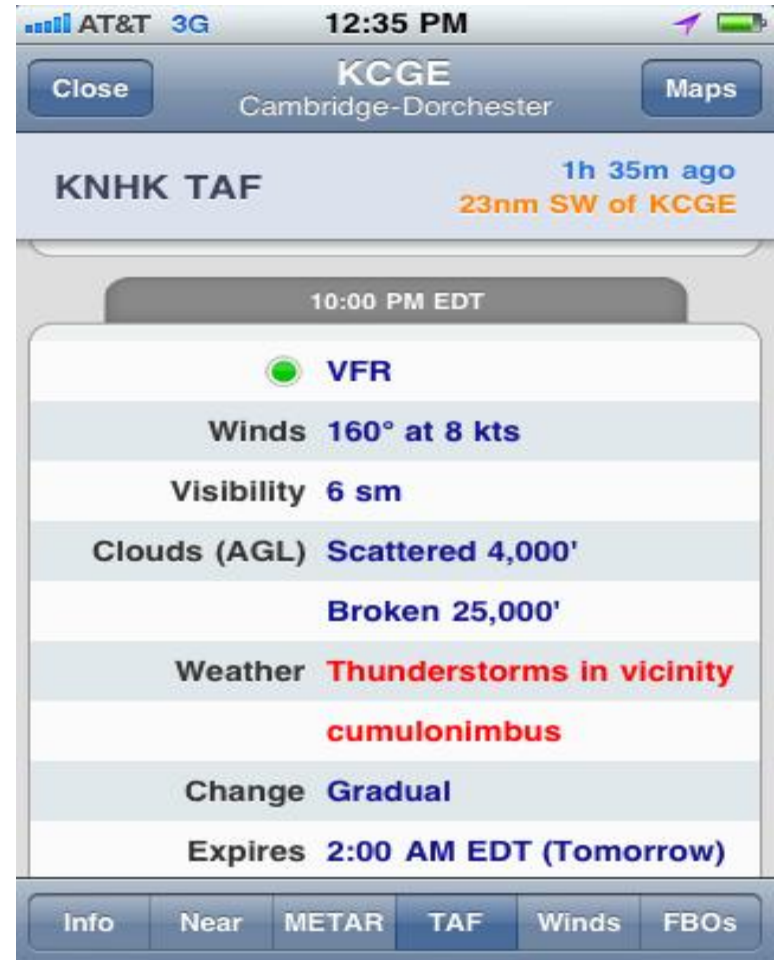 AT&T 3G 12:35 PM
Close KCGE Maps
Cambridge-Dorchester
KNHK TAF 1h 35m ago
23nm SW of KCGE
10:00 PM EDT
VFR
Winds 160° at 8 kts
Visibility 6 sm
Clouds (AGL) Scattered 4,000'
Broken 25,000'
Weather Thunderstorms in vicinity
cumulonimbus
Change Gradual
Expires 2:00 AM EDT (Tomorrow)
Info Near METAR TAF Winds FBOs